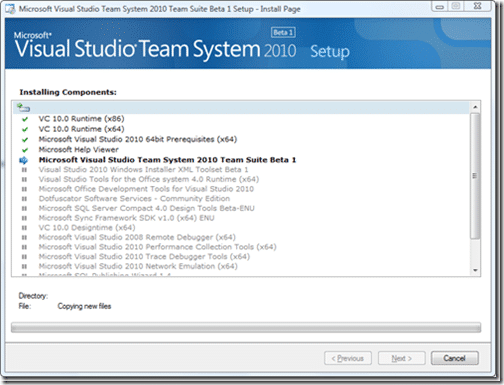 Microsoft Visual Studio Team System 2010 Team Suite Beta 1 Setup - Install Page
Microsoft®
Visual Studio Team System 2010 Beta 1 Setup
Installing Components:
VC 10.0 Runtime (x86)
VC 10.0 Runtime (x64)
Microsoft Visual Studio 2010 64bit Prerequisites (x64)
Microsoft Help Viewer
Microsoft Visual Studio Team System 2010 Team Suite Beta 1
Visual Studio 2010 Windows Installer XML Toolset Beta 1
Visual Studio Tools for the Office system 4.0 Runtime (x64)
Microsoft Office Development Tools for Visual Studio 2010
Dotfuscator Software Services - Community Edition
Microsoft SQL Server Compact 4.0 Design Tools Beta-ENU
Microsoft Sync Framework SDK v1.0 (x64) ENU
VC 10.0 Designtime (x64)
Microsoft Visual Studio 2008 Remote Debugger (x64)
Microsoft Visual Studio 2010 Performance Collection Tools (x64)
Microsoft Visual Studio 2010 Trace Debugger Tools (x64)
Microsoft Visual Studio 2010 Network Emulation (x64)
Microsoft SQL Publishing Wizard 1.4
Directory:
File: Copying new files
< Previous
Next >
Cancel